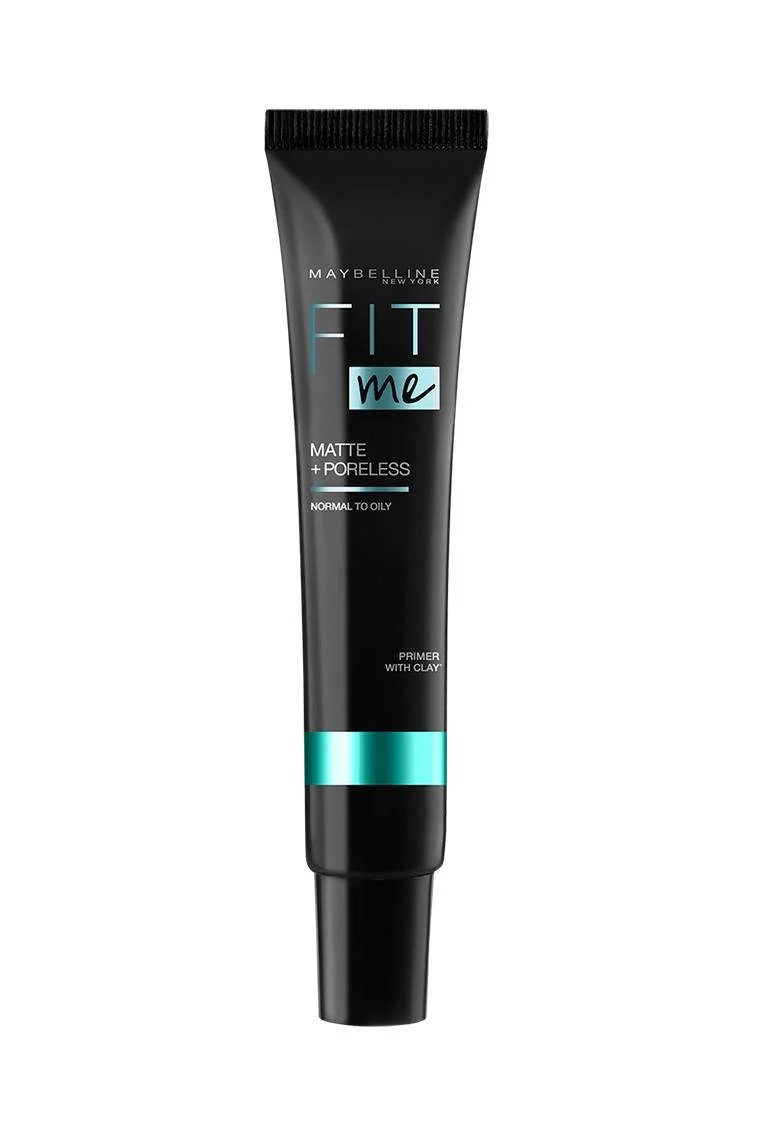 MAYBELLINE
NEW YORK
FIT
me
MATTE
+ PORELESS
NORMAL TO OILY
PRIMER
WITH CLAY*